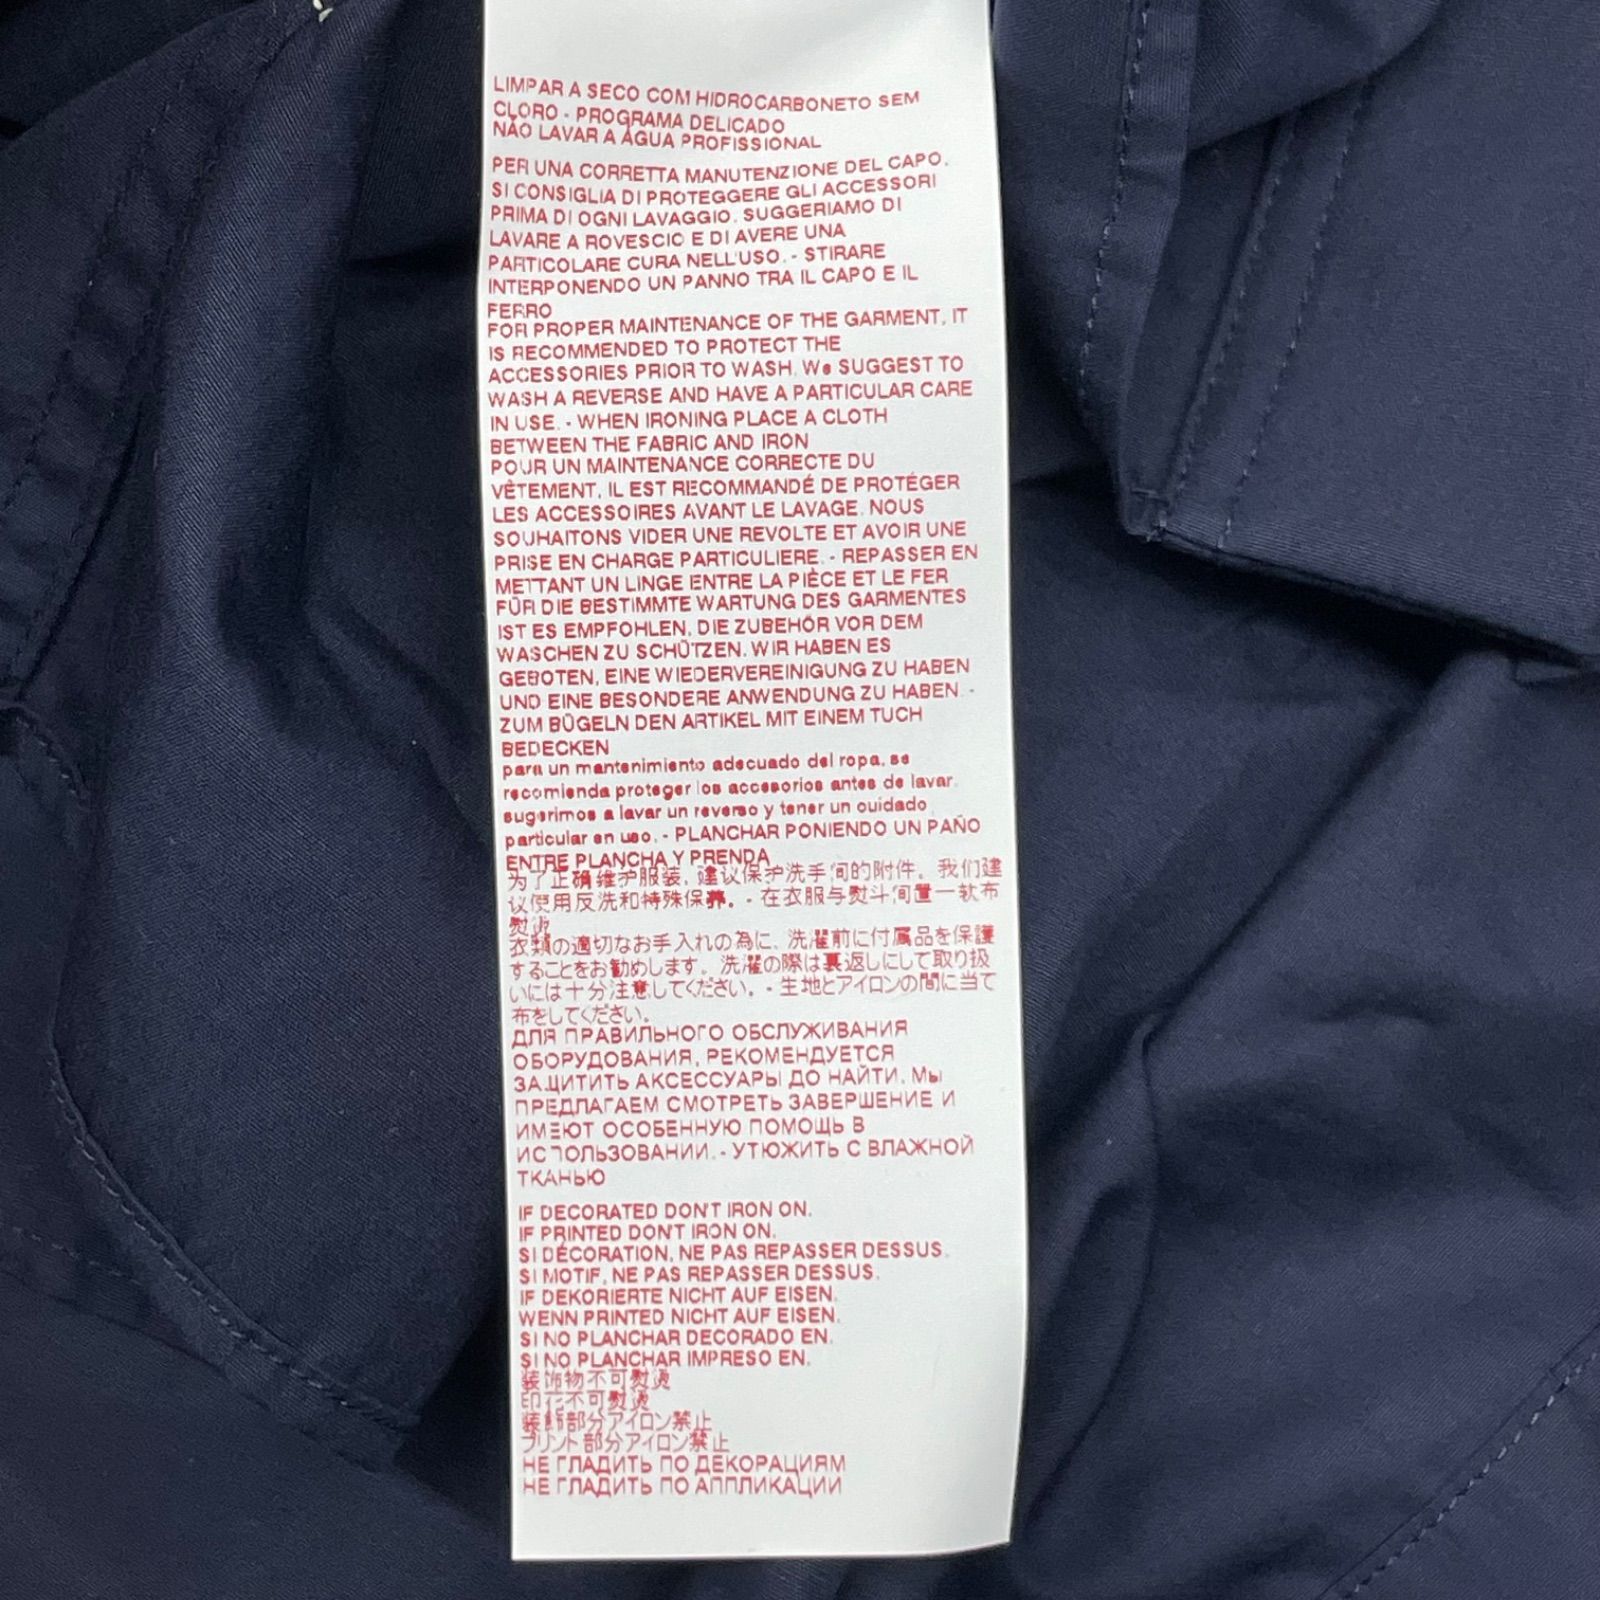 LIMPAR A SECO COM HIDROCARBONETO SEM
CLORO - PROGRAMA DELICADO
NÃO LAVAR A ÁGUA PROFISSIONAL
PER UNA CORRETTA MANUTENZIONE DEL CAPO,
SI CONSIGLIA DI PROTEGGERE GLI ACCESSORI
PRIMA DI OGNI LAVAGGIO. SUGGERIAMO DI
LAVARE A ROVESCIO E DI AVERE UNA
PARTICOLARE CURA NELL'USO. - STIRARE
INTERPONENDO UN PANNO TRA IL CAPO E IL
FERRO
FOR PROPER MAINTENANCE OF THE GARMENT, IT
IS RECOMMENDED TO PROTECT THE
ACCESSORIES PRIOR TO WASH. We SUGGEST TO
WASH A REVERSE AND HAVE A PARTICULAR CARE
IN USE. - WHEN IRONING PLACE A CLOTH
BETWEEN THE FABRIC AND IRON
POUR UN MAINTENANCE CORRECTE DU
VÊTEMENT, IL EST RECOMMANDÉ DE PROTÉGER
LES ACCESSOIRES AVANT LE LAVAGE. NOUS
SOUHAITONS VIDER UNE REVOLTE ET AVOIR UNE
PRISE EN CHARGE PARTICULIERE. - REPASSER EN
METTANT UN LINGE ENTRE LA PIÈCE ET LE FER
FÜR DIE BESTIMMTE WARTUNG DES GARMENTES
IST ES EMPFOHLEN, DIE ZUBEHÖR VOR DEM
WASCHEN ZU SCHÜTZEN. WIR HABEN ES
GEBOTEN, EINE WIEDERVEREINIGUNG ZU HABEN
UND EINE BESONDERE ANWENDUNG ZU HABEN. -
ZUM BÜGELN DEN ARTIKEL MIT EINEM TUCH
BEDECKEN
para un mantenimiento adecuado del ropa, se
recomienda proteger los accesorios antes de lavar.
sugerimos a lavar un reverso y tener un cuidado
particular en uso. - PLANCHAR PONIENDO UN PAÑO
ENTRE PLANCHA Y PRENDA
为了正确维护服装, 建议保护洗手间的附件。我们建
议使用反洗和特殊保养。- 在衣服与熨斗间置一软布
熨烫
衣類の適切なお手入れの為に、洗濯前に付属品を保護
することをお勧めします。洗濯の際は裏返しにして取り扱
いには十分注意してください。- 生地とアイロンの間に当て
布をしてください。
ДЛЯ ПРАВИЛЬНОГО ОБСЛУЖИВАНИЯ
ОБОРУДОВАНИЯ, РЕКОМЕНДУЕТСЯ
ЗАЩИТИТЬ АКСЕССУАРЫ ДО НАЙТИ. Мы
ПРЕДЛАГАЕМ СМОТРЕТЬ ЗАВЕРШЕНИЕ И
ИМЕЮТ ОСОБЕННУЮ ПОМОЩЬ В
ИСПОЛЬЗОВАНИИ. - УТЮЖИТЬ С ВЛАЖНОЙ
ТКАНЬЮ
IF DECORATED DON'T IRON ON.
IF PRINTED DON'T IRON ON.
SI DÉCORATION, NE PAS REPASSER DESSUS.
SI MOTIF, NE PAS REPASSER DESSUS.
IF DEKORIERTE NICHT AUF EISEN.
WENN PRINTED NICHT AUF EISEN.
SI NO PLANCHAR DECORADO EN.
SI NO PLANCHAR IMPRESO EN.
装饰物不可熨烫
印花不可熨烫
装飾部分アイロン禁止
プリント部分アイロン禁止
НЕ ГЛАДИТЬ ПО ДЕКОРАЦИЯМ
НЕ ГЛАДИТЬ ПО АППЛИКАЦИИ